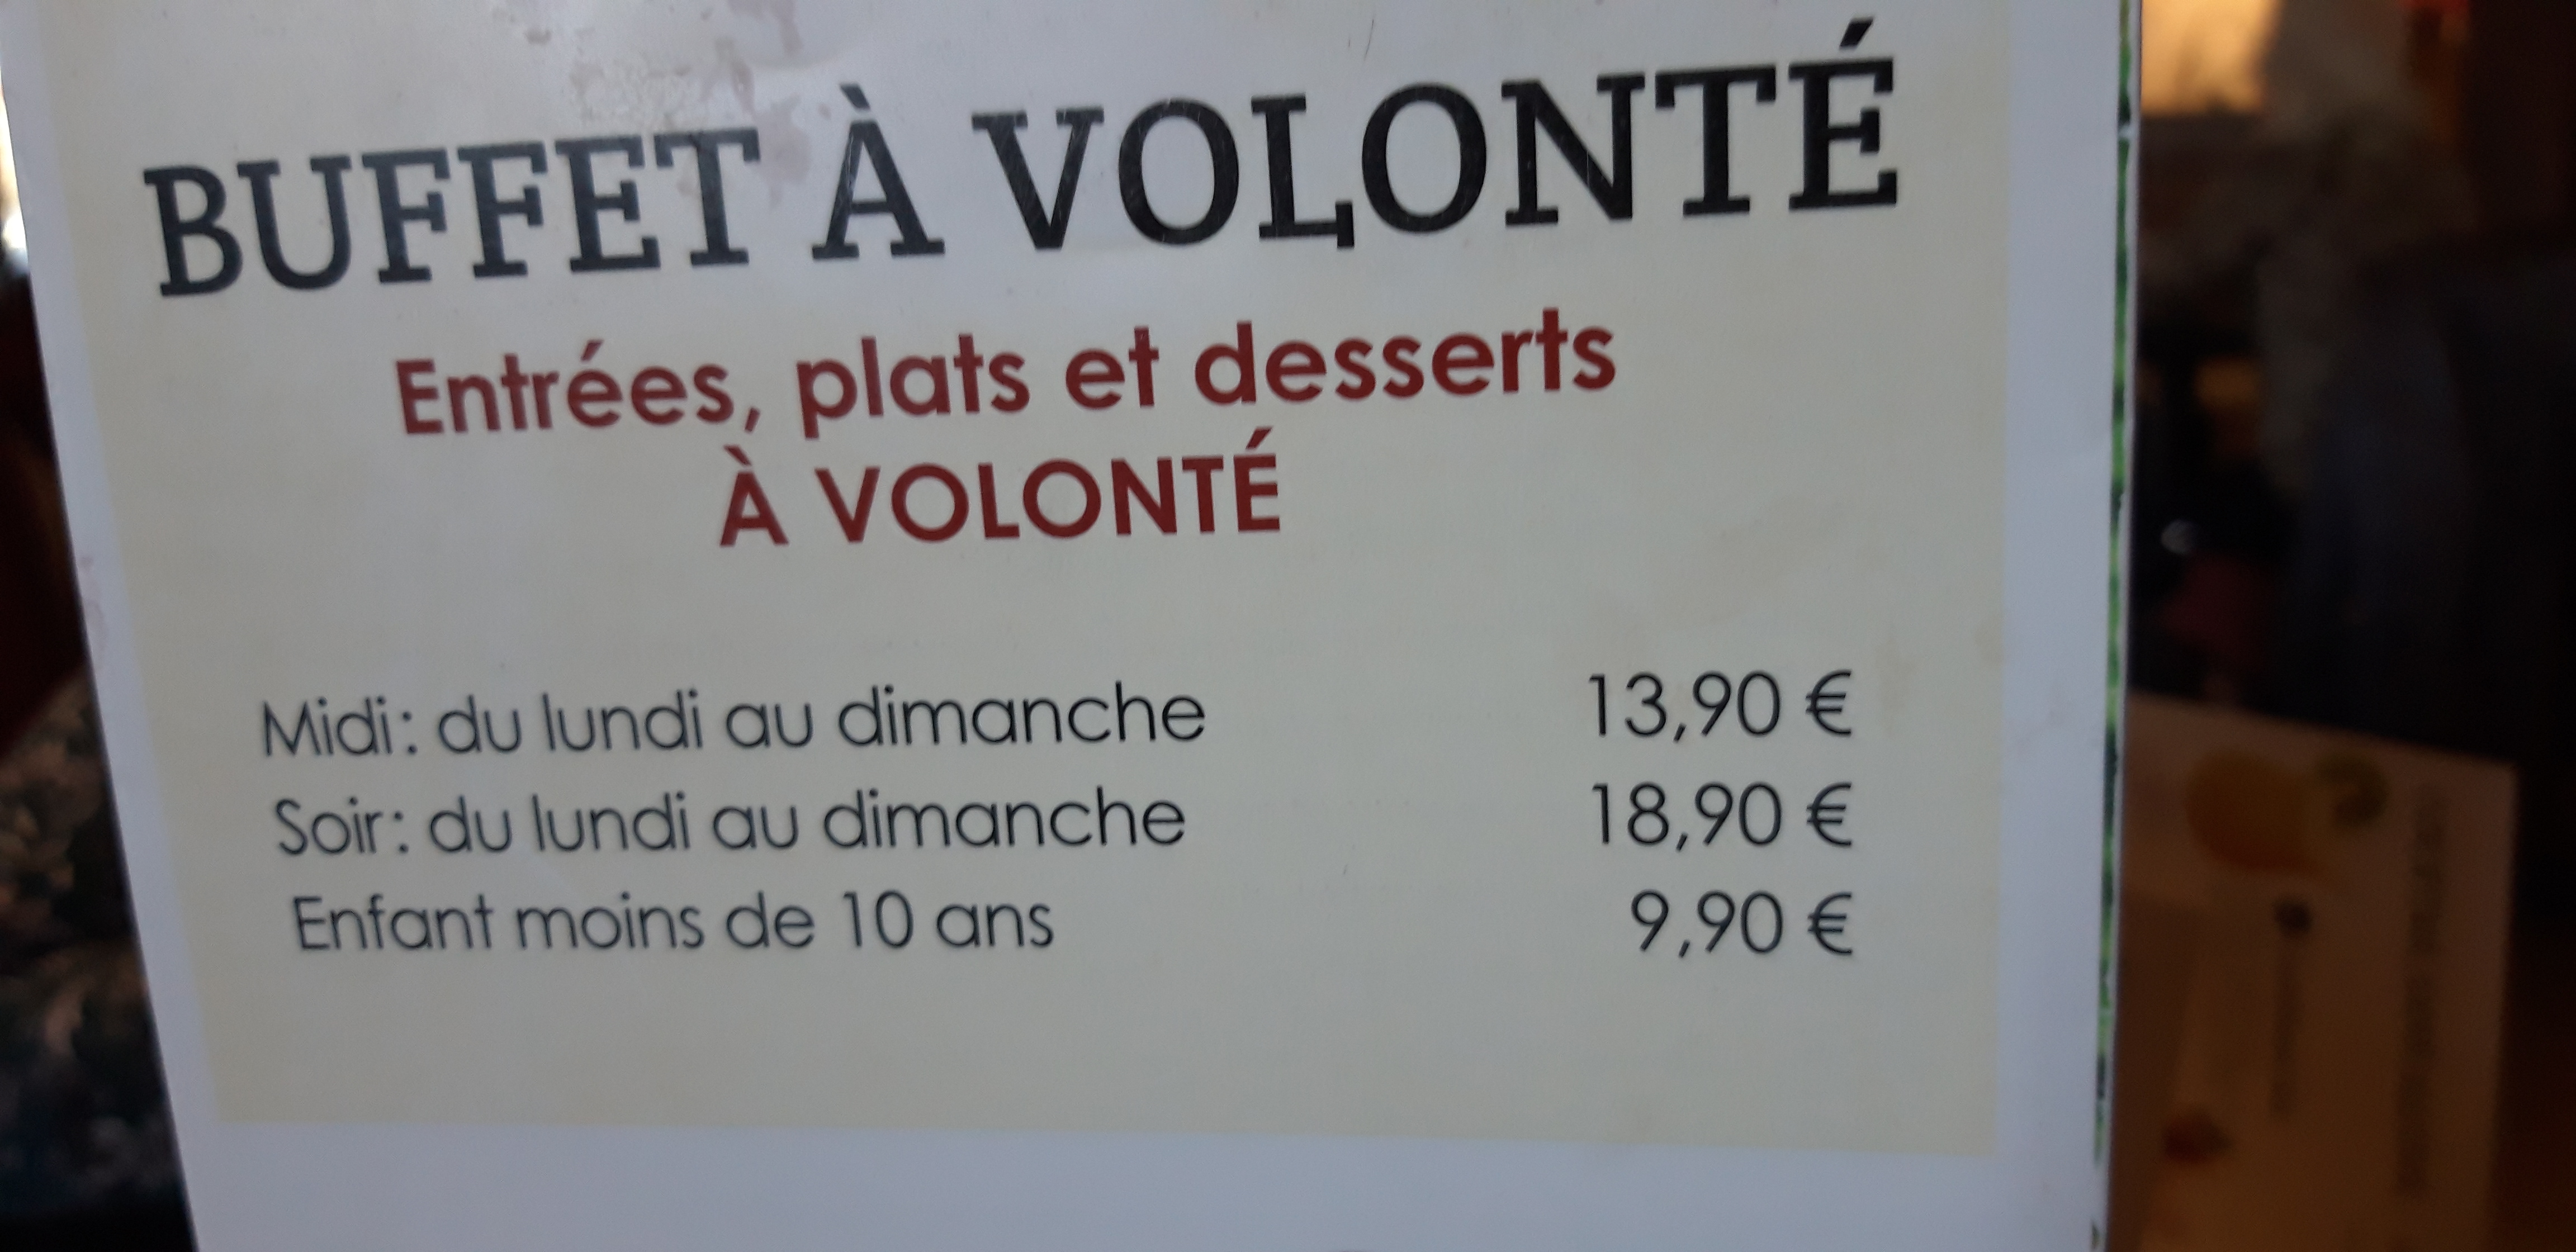 BUFFET À VOLONTÉ
Entrées, plats et desserts
À VOLONTÉ
Midi: du lundi au dimanche 13,90 €
Soir: du lundi au dimanche 18,90 €
Enfant moins de 10 ans 9,90 €